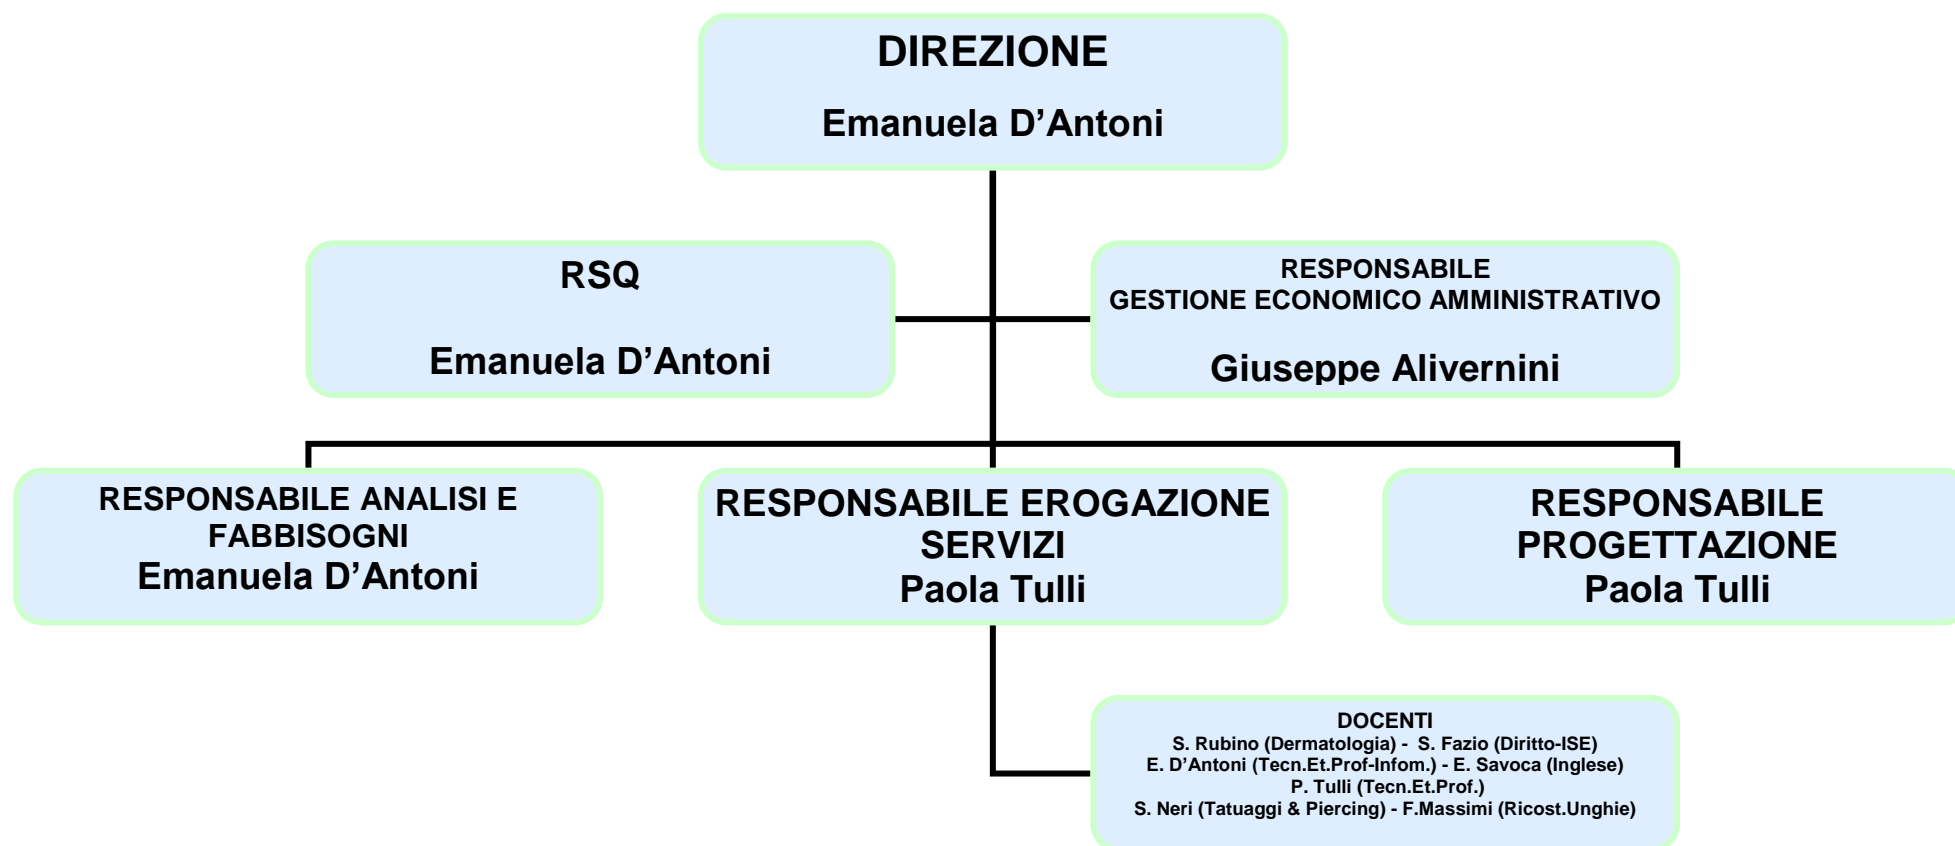 DIREZIONE
Emanuela D’Antoni
RSQ
Emanuela D’Antoni
RESPONSABILE
GESTIONE ECONOMICO AMMINISTRATIVO
Giuseppe Alivernini
RESPONSABILE ANALISI E
FABBISOGNI
Emanuela D’Antoni
RESPONSABILE EROGAZIONE
SERVIZI
Paola Tulli
RESPONSABILE
PROGETTAZIONE
Paola Tulli
DOCENTI
S. Rubino (Dermatologia) - S. Fazio (Diritto-ISE)
E. D’Antoni (Tecn.Et.Prof-Infom.) - E. Savoca (Inglese)
P. Tulli (Tecn.Et.Prof.)
S. Neri (Tatuaggi & Piercing) - F.Massimi (Ricost.Unghie)